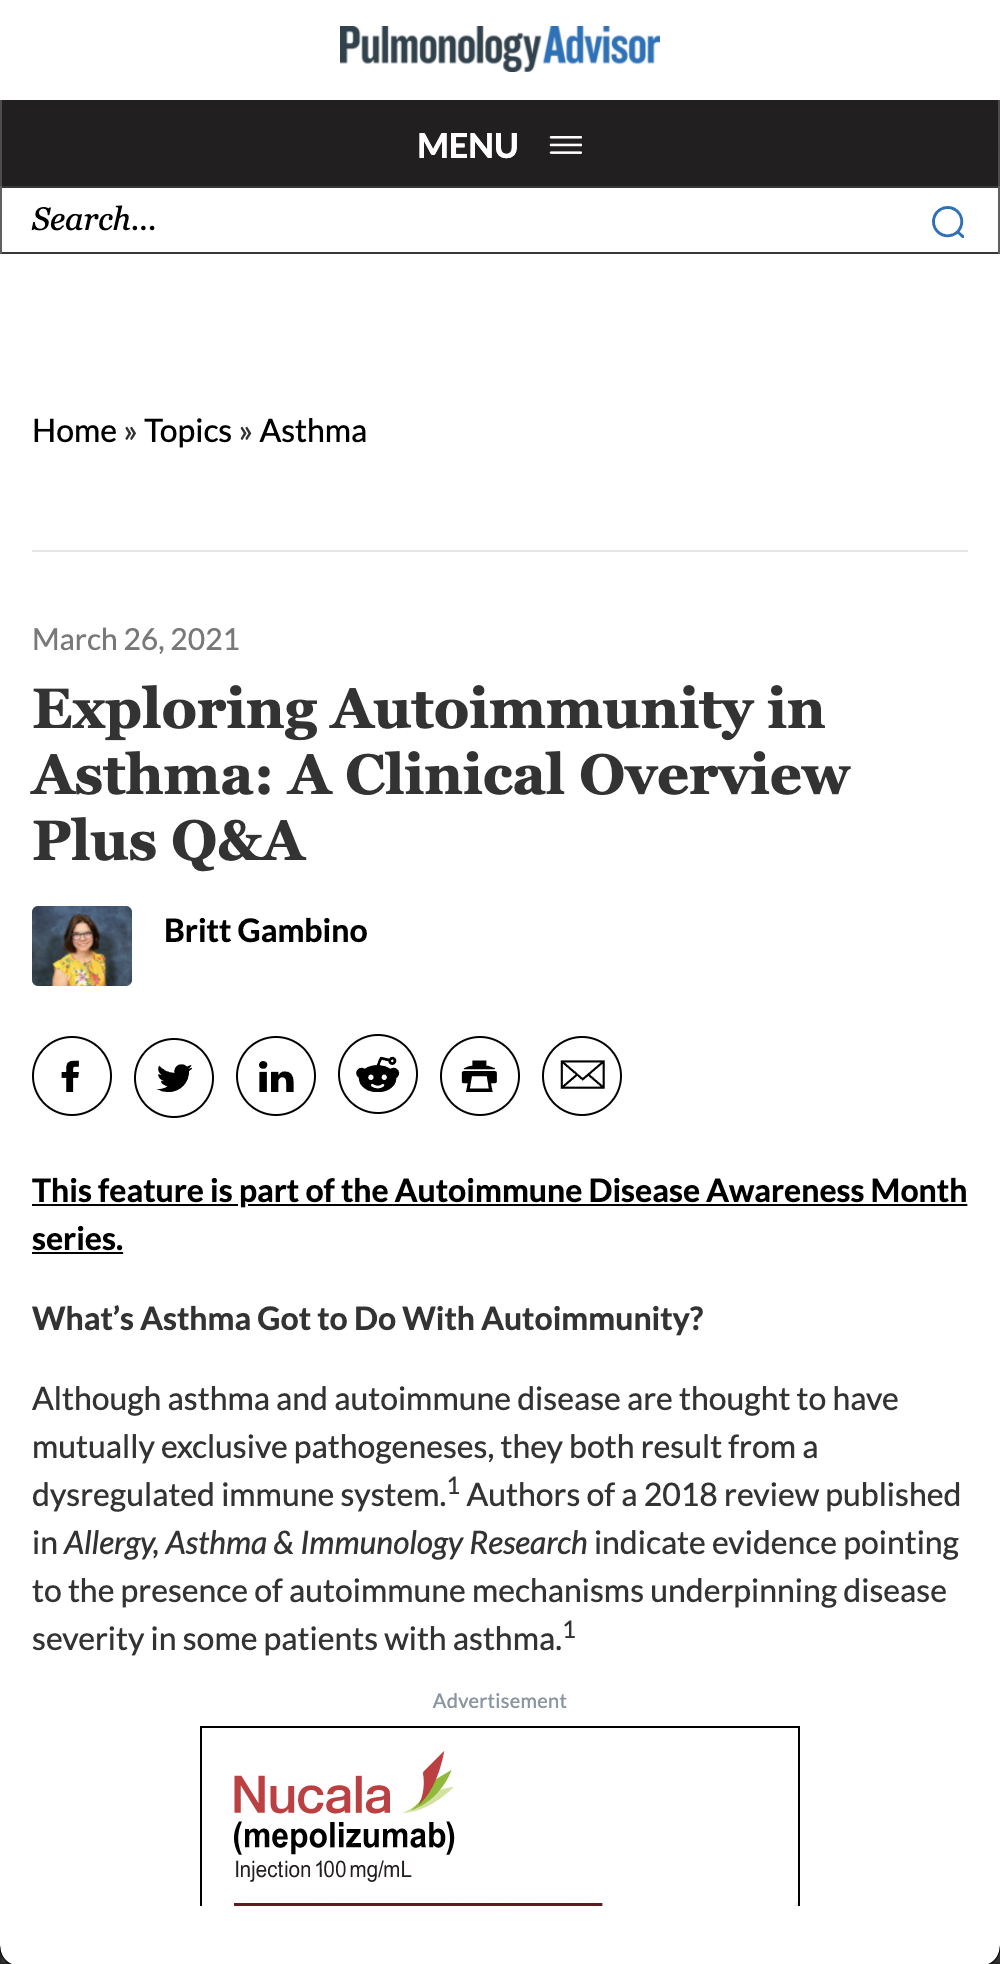 PulmonologyAdvisor
MENU
Search...
Home » Topics » Asthma
March 26, 2021
Exploring Autoimmunity in
Asthma: A Clinical Overview
Plus Q&A
Britt Gambino
This feature is part of the Autoimmune Disease Awareness Month
series.
What’s Asthma Got to Do With Autoimmunity?
Although asthma and autoimmune disease are thought to have
mutually exclusive pathogeneses, they both result from a
dysregulated immune system.1 Authors of a 2018 review published
in Allergy, Asthma & Immunology Research indicate evidence pointing
to the presence of autoimmune mechanisms underpinning disease
severity in some patients with asthma.1
Advertisement
Nucala
(mepolizumab)
Injection 100 mg/mL